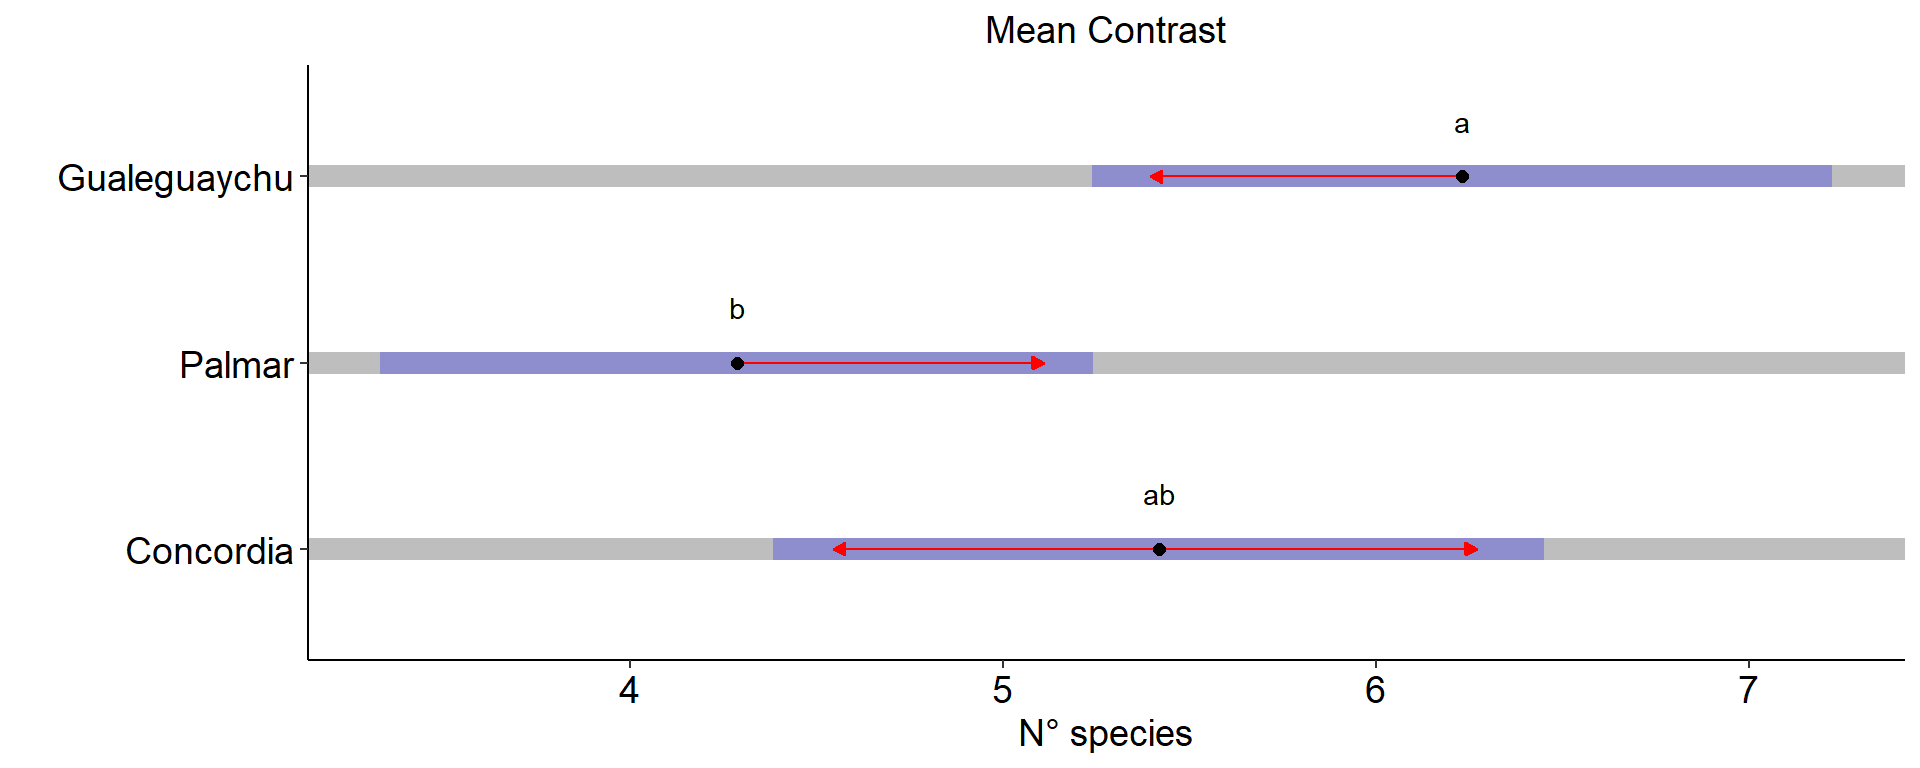 Mean Contrast
a
Gualeguaychu
b
Palmar
ab
Concordia
4 5 6 7
N° species